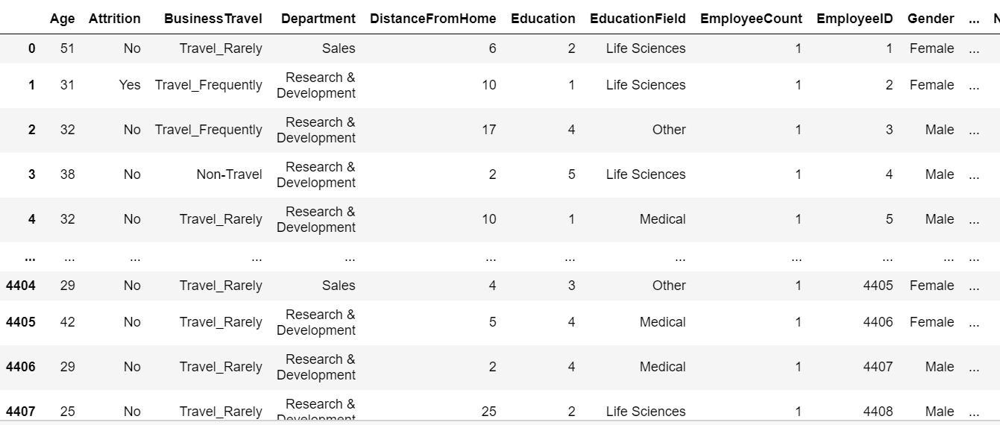 Age Attrition BusinessTravel Department DistanceFromHome Education EducationField EmployeeCount EmployeeID Gender ... N
0 51 No Travel_Rarely Sales 6 2 Life Sciences 1 1 Female ...
1 31 Yes Travel_Frequently Research & Development 10 1 Life Sciences 1 2 Female ...
2 32 No Travel_Frequently Research & Development 17 4 Other 1 3 Male ...
3 38 No Non-Travel Research & Development 2 5 Life Sciences 1 4 Male ...
4 32 No Travel_Rarely Research & Development 10 1 Medical 1 5 Male ...
... ... ... ... ... ... ... ... ... ... ... ...
4404 29 No Travel_Rarely Sales 4 3 Other 1 4405 Female ...
4405 42 No Travel_Rarely Research & Development 5 4 Medical 1 4406 Female ...
4406 29 No Travel_Rarely Research & Development 2 4 Medical 1 4407 Male ...
4407 25 No Travel_Rarely Research & Development 25 2 Life Sciences 1 4408 Male ...